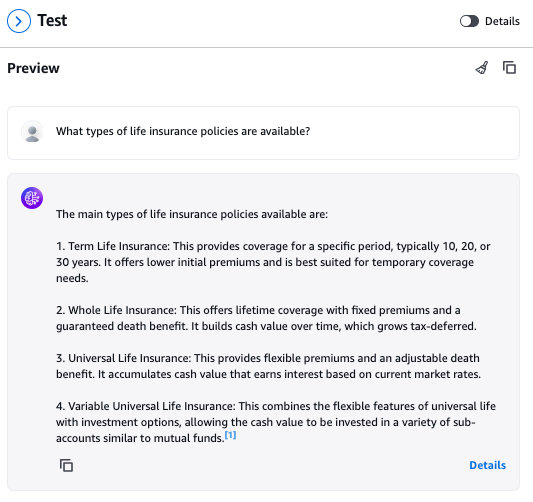 Test
Details
Preview
What types of life insurance policies are available?
The main types of life insurance policies available are:
1. Term Life Insurance: This provides coverage for a specific period, typically 10, 20, or
30 years. It offers lower initial premiums and is best suited for temporary coverage
needs.
2. Whole Life Insurance: This offers lifetime coverage with fixed premiums and a
guaranteed death benefit. It builds cash value over time, which grows tax-deferred.
3. Universal Life Insurance: This provides flexible premiums and an adjustable death
benefit. It accumulates cash value that earns interest based on current market rates.
4. Variable Universal Life Insurance: This combines the flexible features of universal life
with investment options, allowing the cash value to be invested in a variety of sub-
accounts similar to mutual funds.[1]
Details